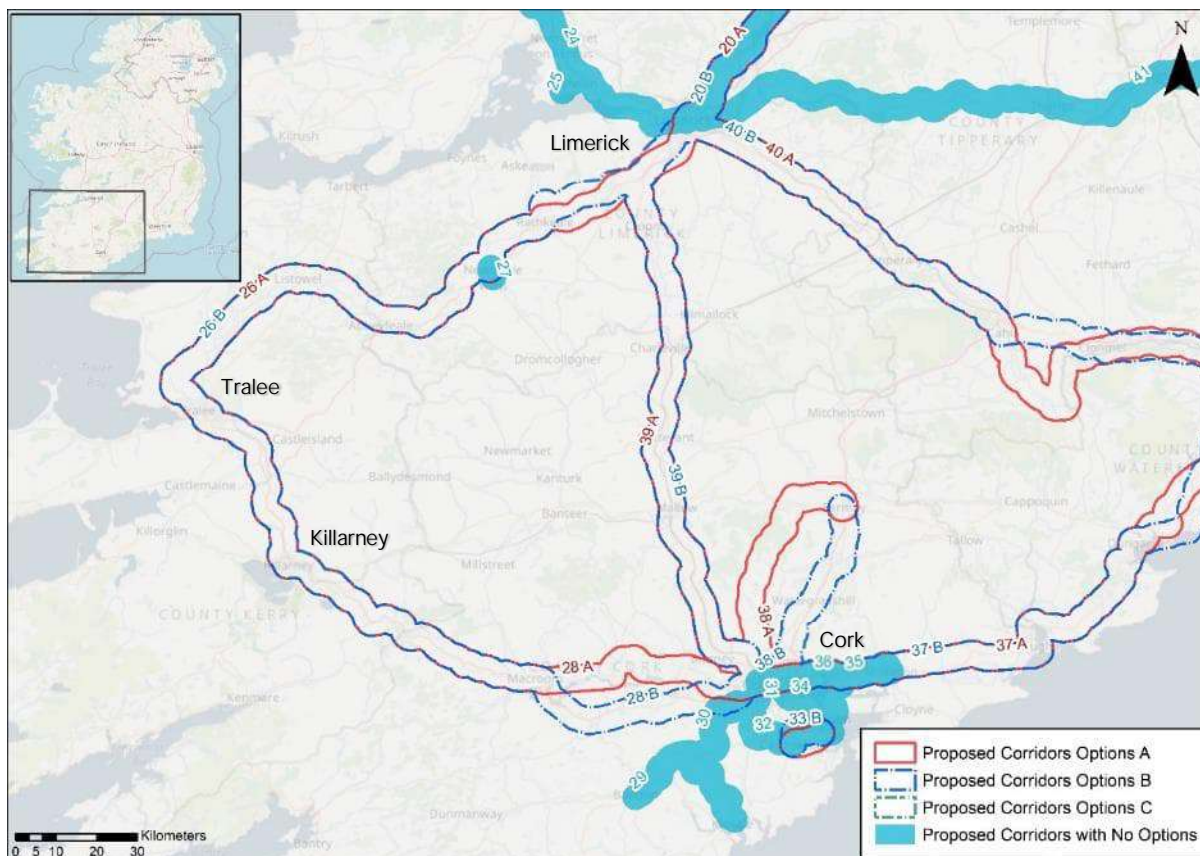 Templemore
N
24
25
20 A
20 B
41
COUNTY
TIPPERARY
Kilrush
Limerick
Foynes
Askeaton
40 B
40 A
Killenaule
Tarbert
Cashel
Rathkeale
COUNTY
LIMERICK
Tipperary
Fethard
27
Listowel
26 A
26 B
Abbeyfeale
Kilmallock
Cahir
Clonmel
Charleville
Dromcollogher
Tralee
Tralee
Mitchelstown
Castleisland
39 A
Newmarket
COUNTY
WATERFORD
Ballydesmond
Kanturk
39 B
Castlemaine
Mallow
Cappoquin
Banteer
Fermoy
Killorglin
Killarney
Killarney
Tallow
Dungarvan
Millstreet
COUNTY KERRY
Watergrasshill
38 A
Cork
38 B
36
35
37 B
37 A
28 A
CORK
Macroom
28 B
31
34
Kenmare
Cloyne
30
32
33 B
29
Dunmanway
Bantry
Kilometers
0 5 10 20 30
Proposed Corridors Options A
Proposed Corridors Options B
Proposed Corridors Options C
Proposed Corridors with No Options